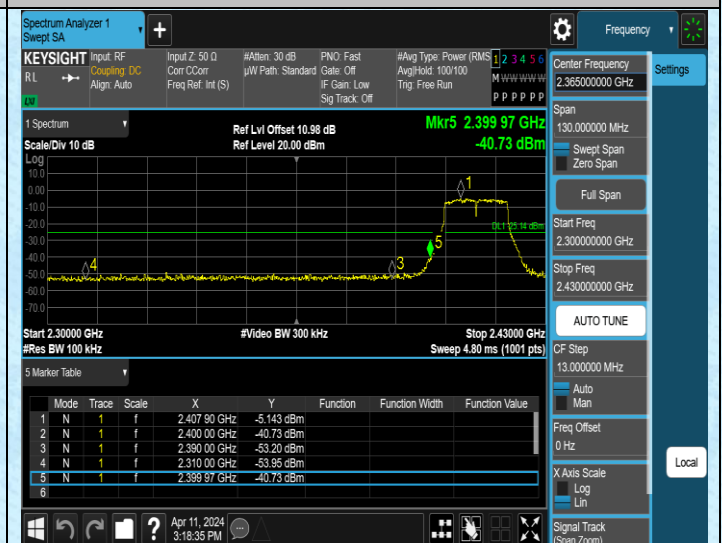 Spectrum Analyzer 1
Swept SA
Frequency
KEYSIGHT
R L
LXI
Input: RF
Coupling: DC
Align: Auto
Input Z: 50 Ω
Corr CCorr
Freq Ref: Int (S)
#Atten: 30 dB
µW Path: Standard
PNO: Fast
Gate: Off
IF Gain: Low
Sig Track: Off
#Avg Type: Power (RMS
Avg|Hold: 100/100
Trig: Free Run
1 2 3 4 5 6
M W W W W W
P P P P P P
1 Spectrum
Scale/Div 10 dB
Ref Lvl Offset 10.98 dB
Ref Level 20.00 dBm
Mkr5 2.399 97 GHz
-40.73 dBm
Log
10.0
0.00
-10.0
-20.0
-30.0
-40.0
-50.0
-60.0
-70.0
1
DL1 -25.14 dBm
5
3
4
Start 2.30000 GHz
#Video BW 300 kHz
Stop 2.43000 GHz
#Res BW 100 kHz
Sweep 4.80 ms (1001 pts)
5 Marker Table
Mode Trace Scale X Y Function Function Width Function Value
1 N 1 f 2.407 90 GHz -5.143 dBm
2 N 1 f 2.400 00 GHz -40.73 dBm
3 N 1 f 2.390 00 GHz -53.20 dBm
4 N 1 f 2.310 00 GHz -53.95 dBm
5 N 1 f 2.399 97 GHz -40.73 dBm
6
?
Apr 11, 2024
3:18:35 PM
Center Frequency
2.365000000 GHz
Settings
Span
130.000000 MHz
Swept Span
Zero Span
Full Span
Start Freq
2.300000000 GHz
Stop Freq
2.430000000 GHz
AUTO TUNE
CF Step
13.000000 MHz
Auto
Man
Freq Offset
0 Hz
X Axis Scale
Log
Lin
Local
Signal Track
(Span Zoom)